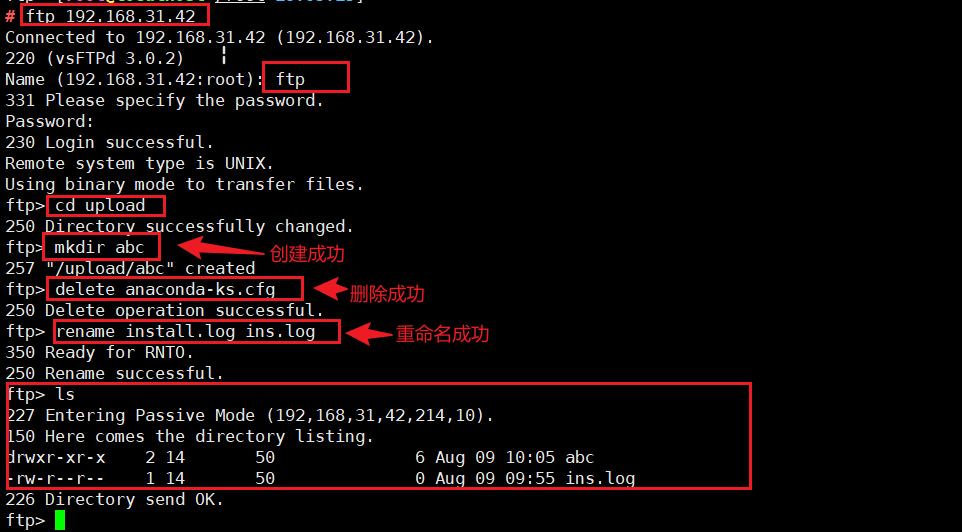 # ftp 192.168.31.42
Connected to 192.168.31.42 (192.168.31.42).
220 (vsFTPd 3.0.2)
Name (192.168.31.42:root): ftp
331 Please specify the password.
Password:
230 Login successful.
Remote system type is UNIX.
Using binary mode to transfer files.
ftp> cd upload
250 Directory successfully changed.
ftp> mkdir abc 创建成功
257 "/upload/abc" created
ftp> delete anaconda-ks.cfg 删除成功
250 Delete operation successful.
ftp> rename install.log ins.log 重命名成功
350 Ready for RNTO.
250 Rename successful.
ftp> ls
227 Entering Passive Mode (192,168,31,42,214,10).
150 Here comes the directory listing.
drwxr-xr-x    2 14       50              6 Aug 09 10:05 abc
-rw-r--r--    1 14       50              0 Aug 09 09:55 ins.log
226 Directory send OK.
ftp>